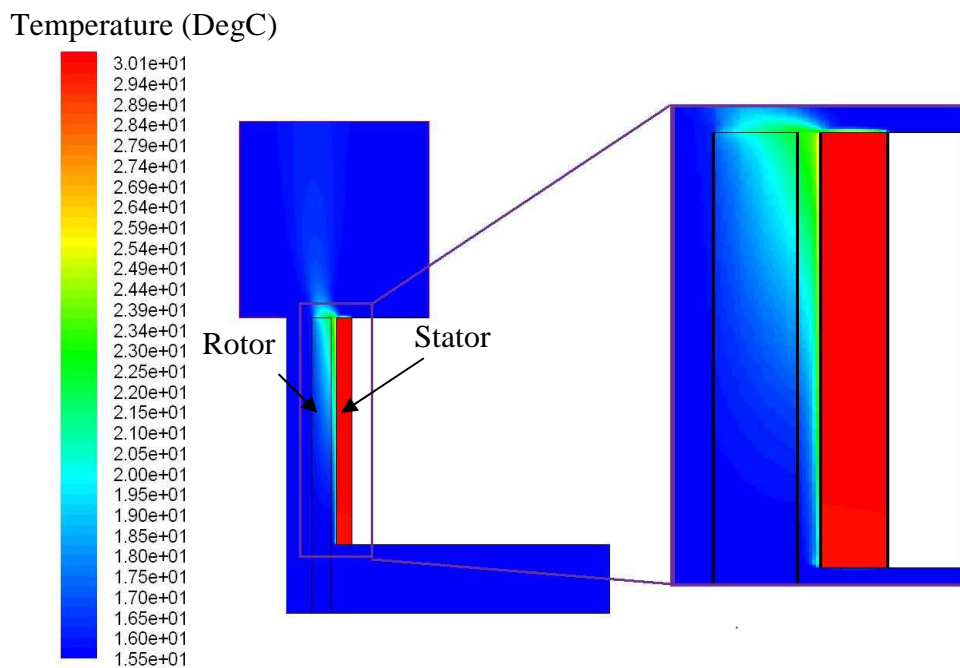 Temperature (DegC)
3.01e+01
2.94e+01
2.89e+01
2.84e+01
2.79e+01
2.74e+01
2.69e+01
2.64e+01
2.59e+01
2.54e+01
2.49e+01
2.44e+01
2.39e+01
2.34e+01
2.30e+01
2.25e+01
2.20e+01
2.15e+01
2.10e+01
2.05e+01
2.00e+01
1.95e+01
1.90e+01
1.85e+01
1.80e+01
1.75e+01
1.70e+01
1.65e+01
1.60e+01
1.55e+01
Rotor
Stator